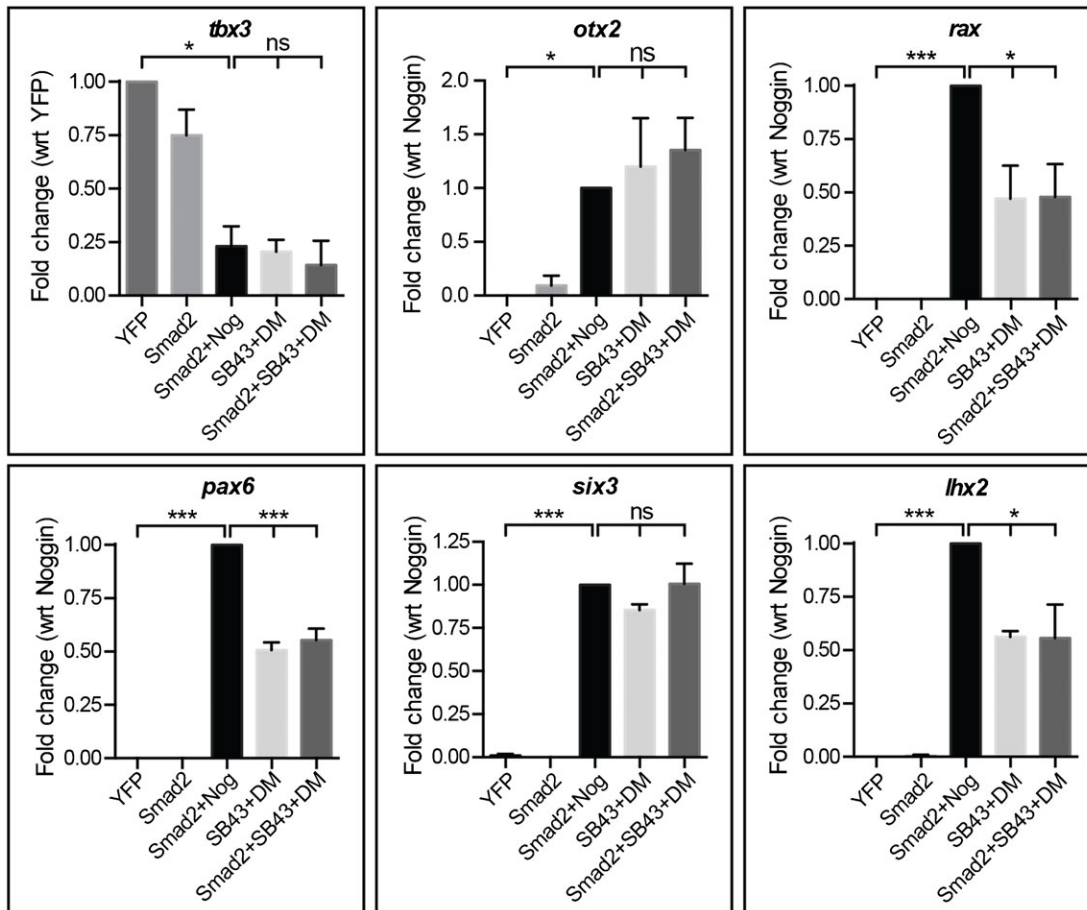 tbx3
* ns
Fold change (wrt YFP)
1.00
0.75
0.50
0.25
0.00
YFP
Smad2
Smad2+Nog
SB43+DM
Smad2+SB43+DM
otx2
* ns
Fold change (wrt Noggin)
2.0
1.5
1.0
0.5
0.0
YFP
Smad2
Smad2+Nog
SB43+DM
Smad2+SB43+DM
rax
*** *
Fold change (wrt Noggin)
1.00
0.75
0.50
0.25
0.00
YFP
Smad2
Smad2+Nog
SB43+DM
Smad2+SB43+DM
pax6
*** ***
Fold change (wrt Noggin)
1.00
0.75
0.50
0.25
0.00
YFP
Smad2
Smad2+Nog
SB43+DM
Smad2+SB43+DM
six3
*** ns
Fold change (wrt Noggin)
1.25
1.00
0.75
0.50
0.25
0.00
YFP
Smad2
Smad2+Nog
SB43+DM
Smad2+SB43+DM
lhx2
*** *
Fold change (wrt Noggin)
1.00
0.75
0.50
0.25
0.00
YFP
Smad2
Smad2+Nog
SB43+DM
Smad2+SB43+DM